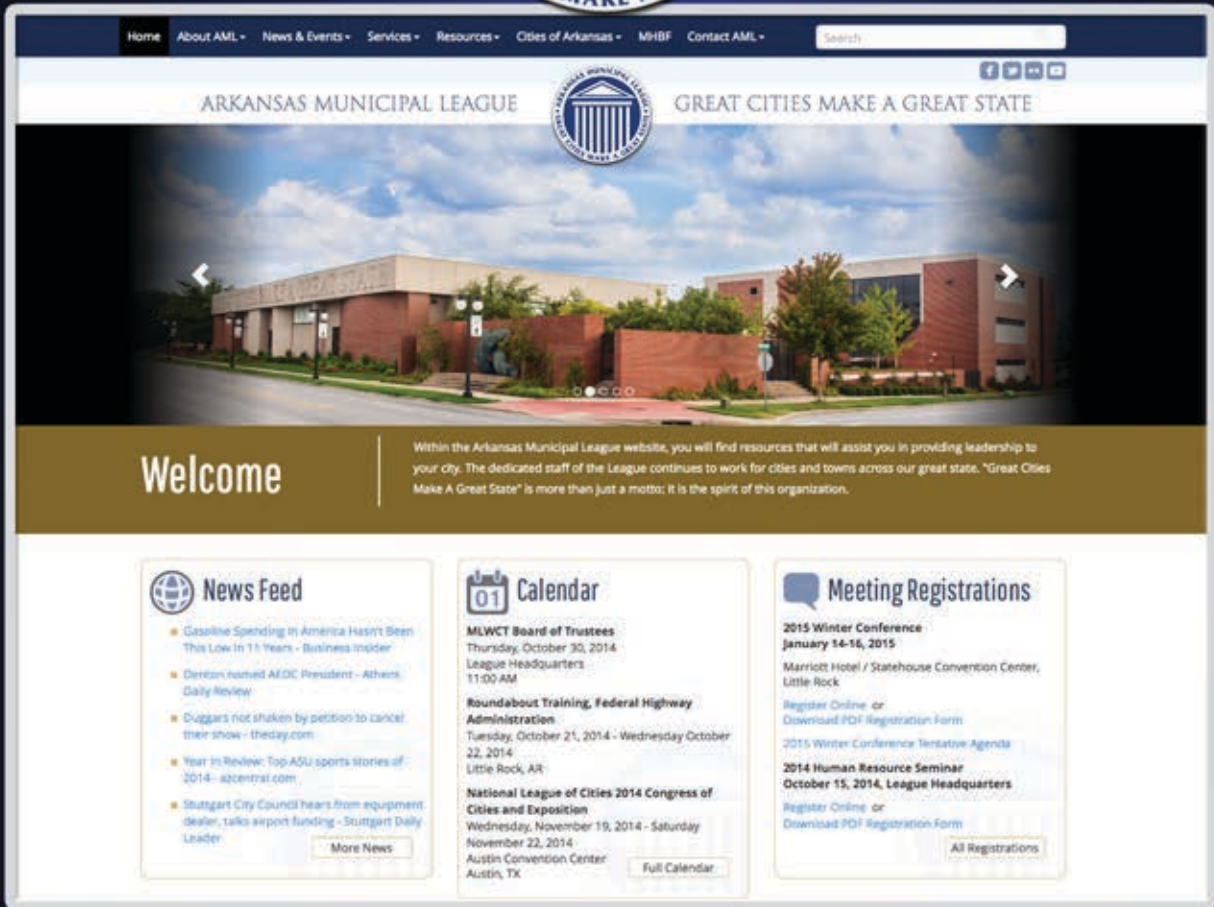 MAKE A
Home About AML News & Events Services Resources Cities of Arkansas MHBF Contact AML Search
ARKANSAS MUNICIPAL LEAGUE
ARKANSAS MUNICIPAL LEAGUE
GREAT CITIES MAKE A GREAT STATE
GREAT CITIES MAKE A GREAT STATE
A GREAT STATE
Welcome
Within the Arkansas Municipal League website, you will find resources that will assist you in providing leadership to
your city. The dedicated staff of the League continues to work for cities and towns across our great state. "Great Cities
Make A Great State" is more than just a motto; it is the spirit of this organization.
News Feed
Gasoline Spending In America Hasn't Been
This Low In 11 Years - Business Insider
Denton named AEDC President - Athens
Daily Review
Duggars not shaken by petition to cancel
their show - theday.com
Year in Review: Top ASU sports stories of
2014 - azcentral.com
Stuttgart City Council hears from equipment
dealer, talks airport funding - Stuttgart Daily
Leader
More News
01
Calendar
MLWCT Board of Trustees
Thursday, October 30, 2014
League Headquarters
11:00 AM
Roundabout Training, Federal Highway
Administration
Tuesday, October 21, 2014 - Wednesday October
22, 2014
Little Rock, AR
National League of Cities 2014 Congress of
Cities and Exposition
Wednesday, November 19, 2014 - Saturday
November 22, 2014
Austin Convention Center
Austin, TX
Full Calendar
Meeting Registrations
2015 Winter Conference
January 14-16, 2015
Marriott Hotel / Statehouse Convention Center,
Little Rock
Register Online or
Download PDF Registration Form
2015 Winter Conference Tentative Agenda
2014 Human Resource Seminar
October 15, 2014, League Headquarters
Register Online or
Download PDF Registration Form
All Registrations